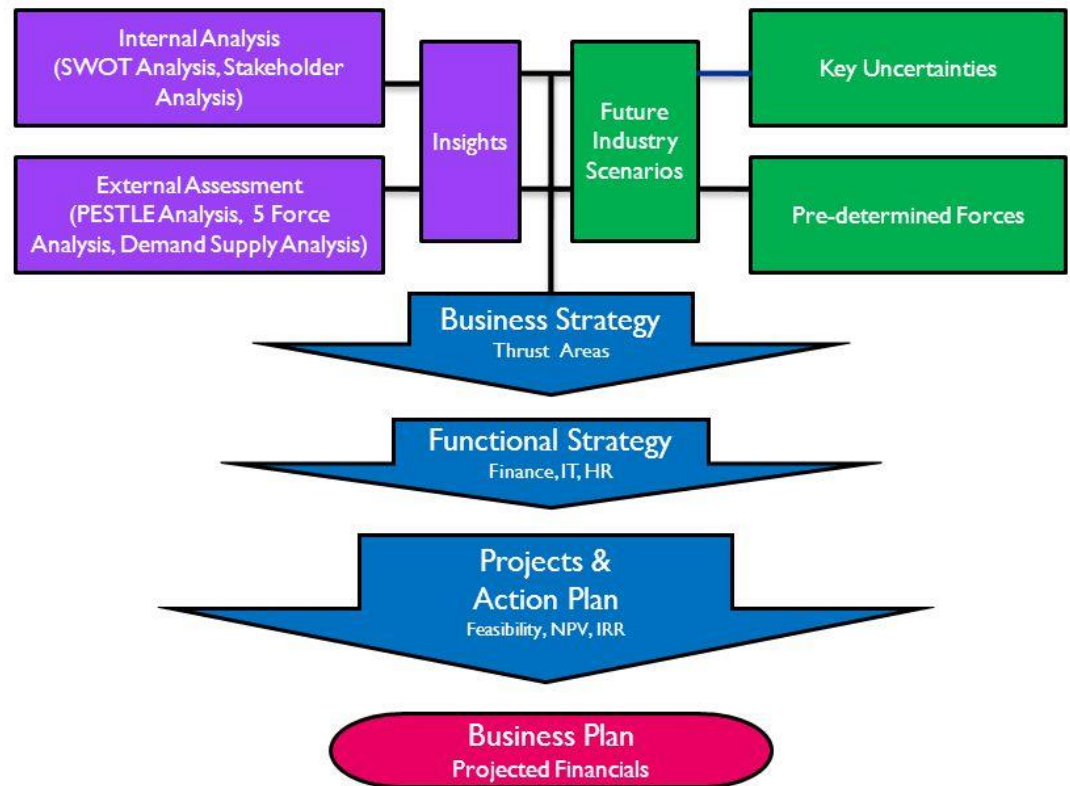 Internal Analysis
(SWOT Analysis, Stakeholder
Analysis)
External Assessment
(PESTLE Analysis, 5 Force
Analysis, Demand Supply Analysis)
Insights
Future
Industry
Scenarios
Key Uncertainties
Pre-determined Forces
Business Strategy
Thrust Areas
Functional Strategy
Finance, IT, HR
Projects &
Action Plan
Feasibility, NPV, IRR
Business Plan
Projected Financials